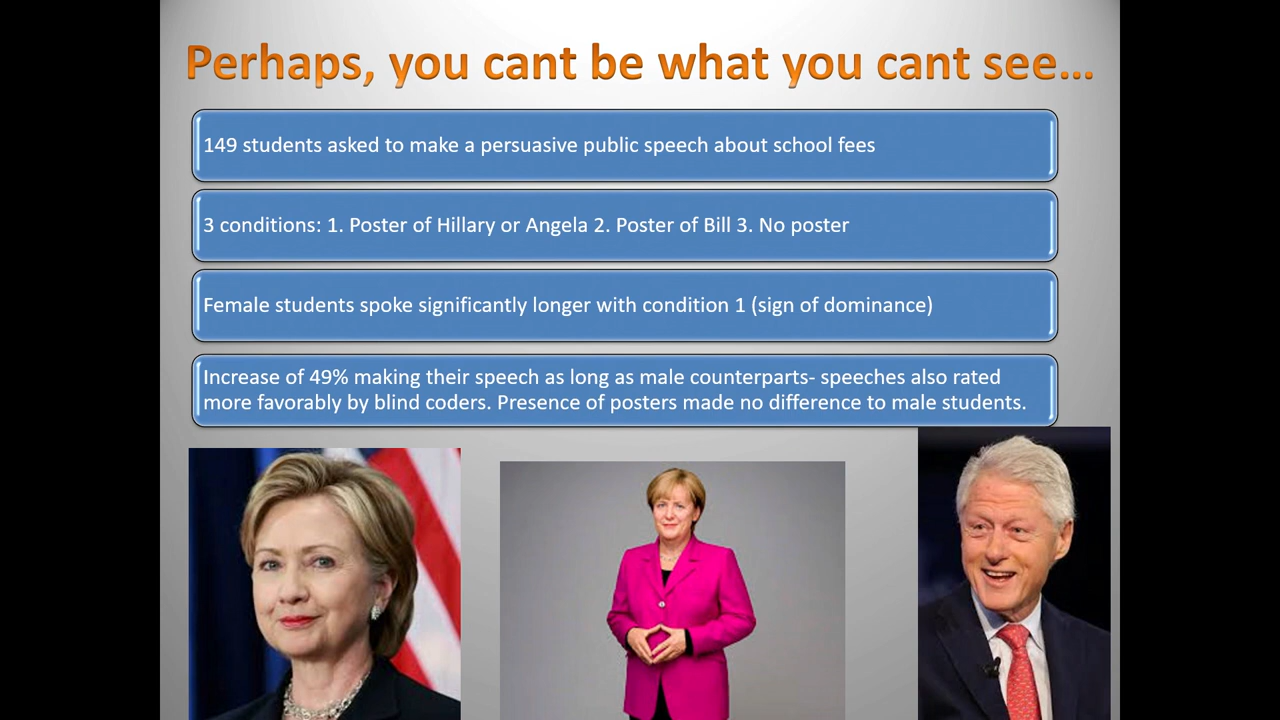 Perhaps, you cant be what you cant see...
149 students asked to make a persuasive public speech about school fees
3 conditions: 1. Poster of Hillary or Angela 2. Poster of Bill 3. No poster
Female students spoke significantly longer with condition 1 (sign of dominance)
Increase of 49% making their speech as long as male counterparts- speeches also rated
more favorably by blind coders. Presence of posters made no difference to male students.